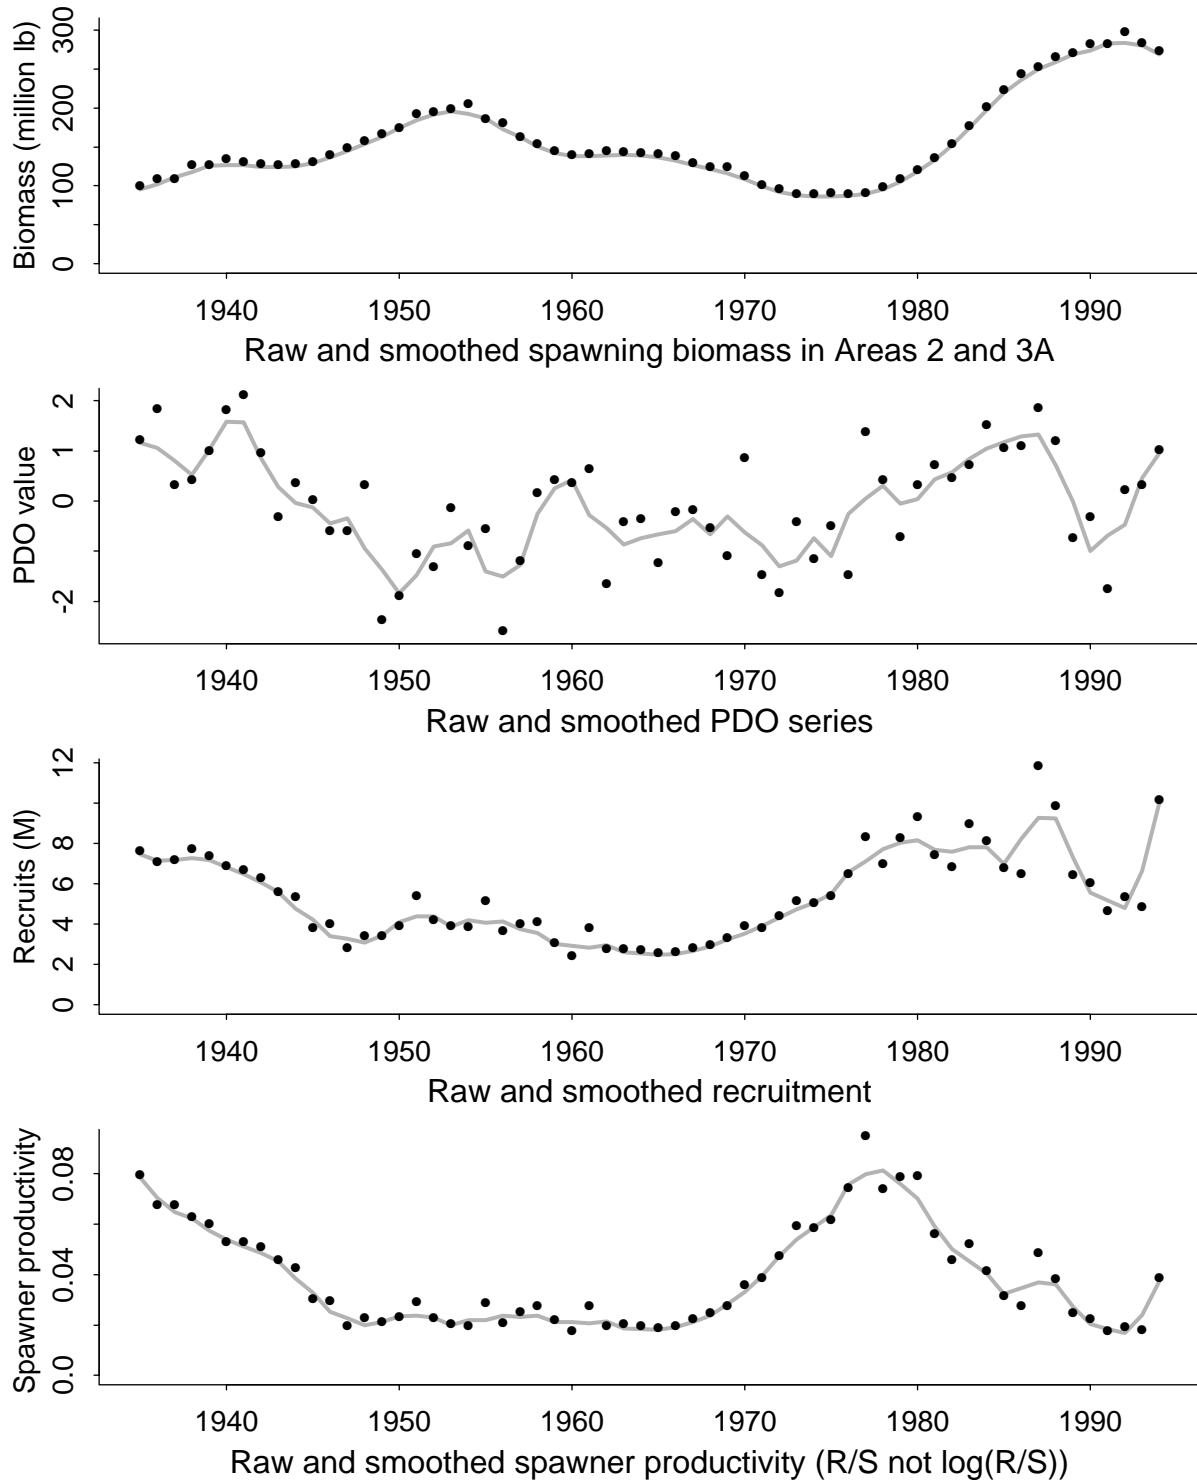 Biomass (million lb)
300
200
100
0
1940 1950 1960 1970 1980 1990
Raw and smoothed spawning biomass in Areas 2 and 3A
PDO value
2
1
0
-2
1940 1950 1960 1970 1980 1990
Raw and smoothed PDO series
Recruits (M)
12
8
6
4
2
0
1940 1950 1960 1970 1980 1990
Raw and smoothed recruitment
Spawner productivity
0.08
0.04
0.0
1940 1950 1960 1970 1980 1990
Raw and smoothed spawner productivity (R/S not log(R/S))